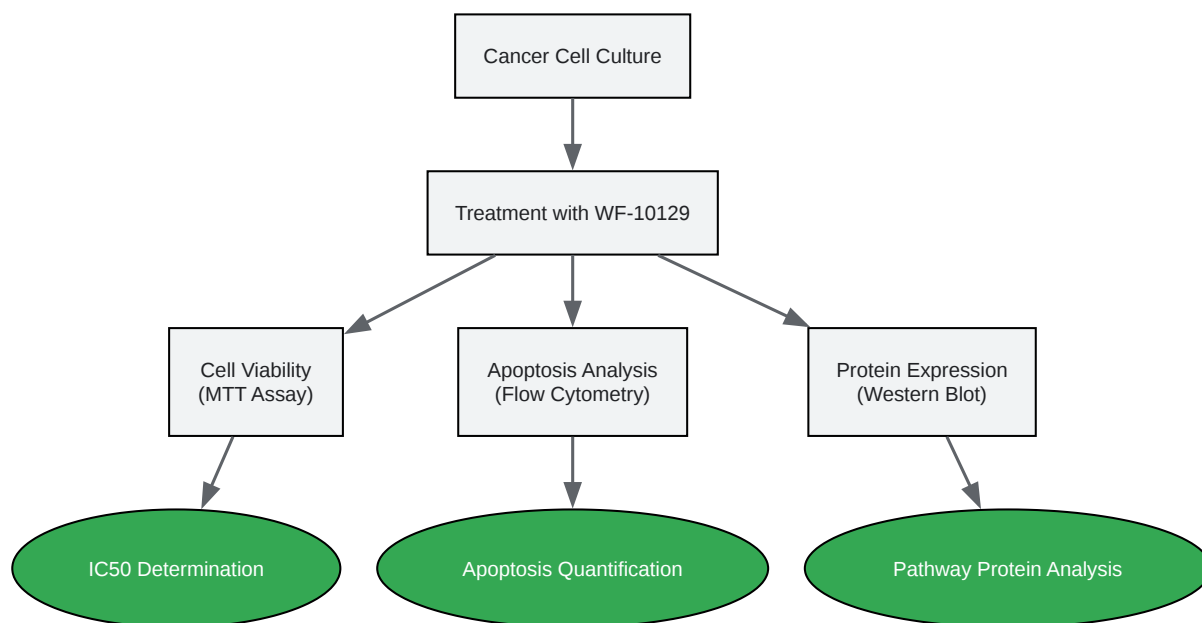 Cancer Cell Culture
Treatment with WF-10129
Cell Viability
(MTT Assay)
Apoptosis Analysis
(Flow Cytometry)
Protein Expression
(Western Blot)
IC50 Determination
Apoptosis Quantification
Pathway Protein Analysis